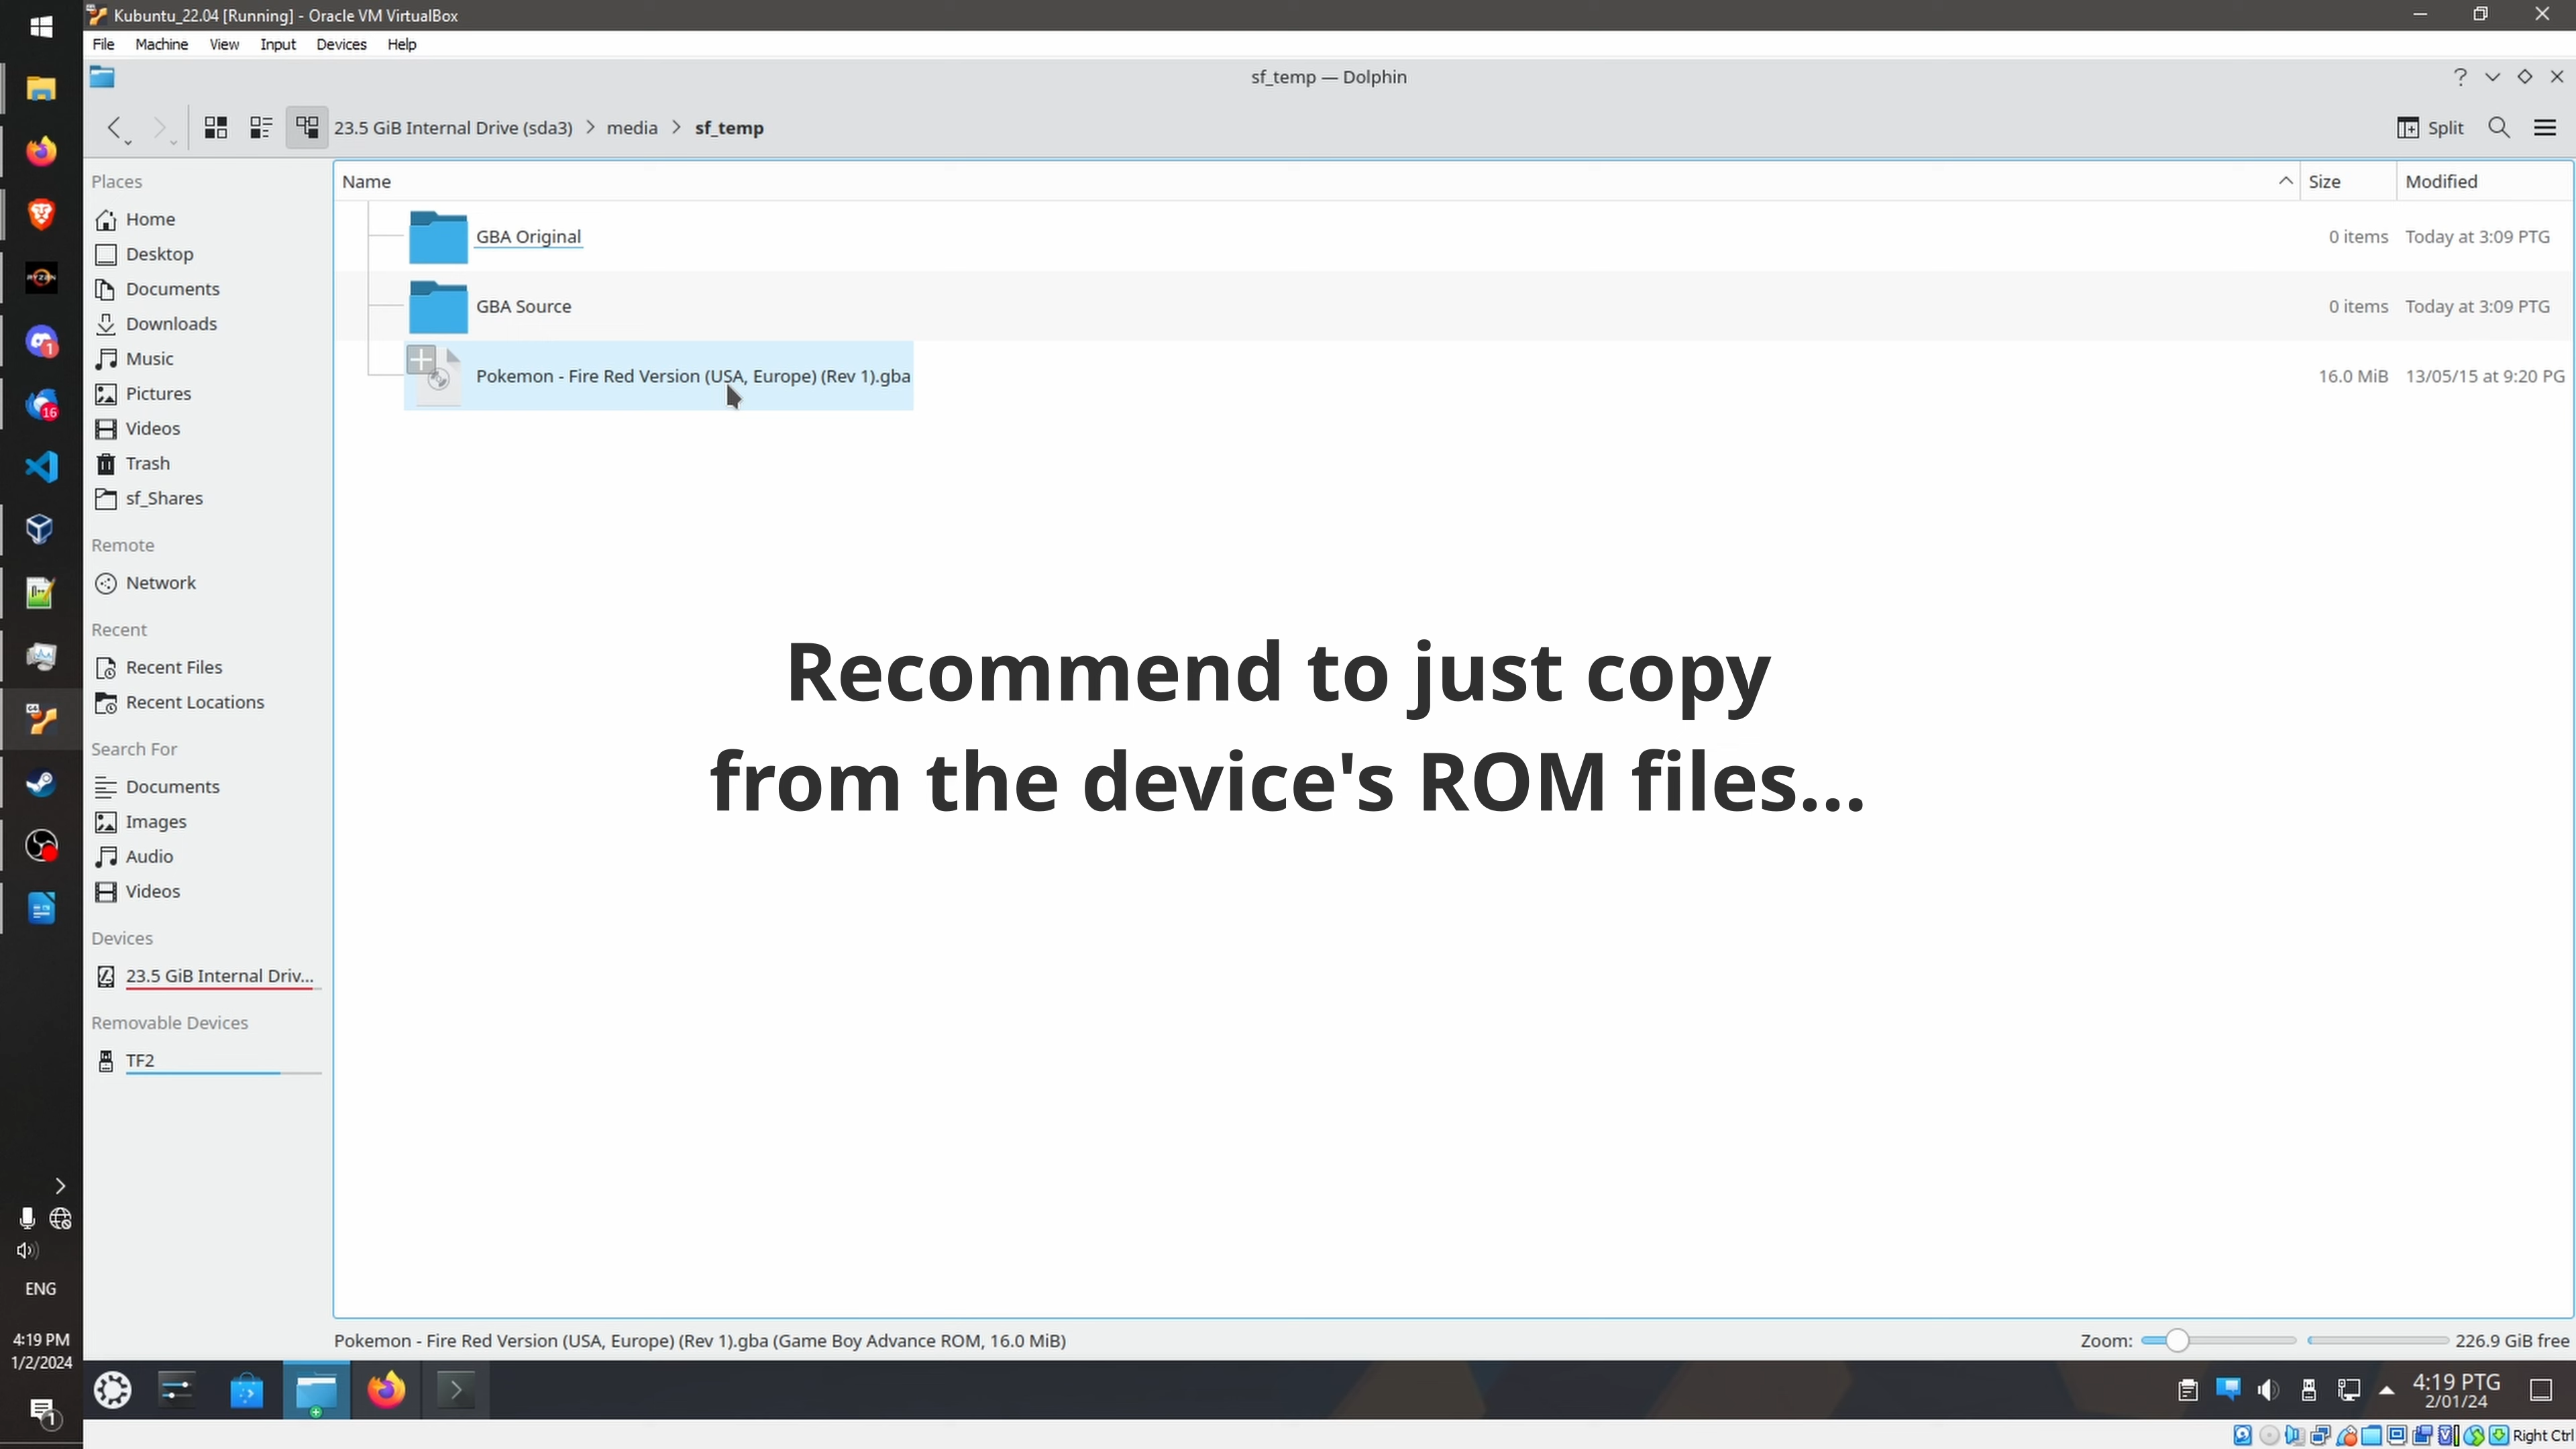 Kubuntu_22.04 [Running] - Oracle VM VirtualBox
File Machine View Input Devices Help
sf_temp — Dolphin
23.5 GiB Internal Drive (sda3) > media > sf_temp
Split
Places
Home
Desktop
Documents
Downloads
Music
Pictures
Videos
Trash
sf_Shares
Remote
Network
Recent
Recent Files
Recent Locations
Search For
Documents
Images
Audio
Videos
Devices
23.5 GiB Internal Driv...
Removable Devices
TF2
Name Size Modified
GBA Original 0 items Today at 3:09 PTG
GBA Source 0 items Today at 3:09 PTG
Pokemon - Fire Red Version (USA, Europe) (Rev 1).gba 16.0 MiB 13/05/15 at 9:20 PG
Recommend to just copy
from the device's ROM files...
Pokemon - Fire Red Version (USA, Europe) (Rev 1).gba (Game Boy Advance ROM, 16.0 MiB)
Zoom: 226.9 GiB free
RYZEN
1
16
64
ENG
4:19 PM
1/2/2024
1
4:19 PTG
2/01/24
Right Ctrl